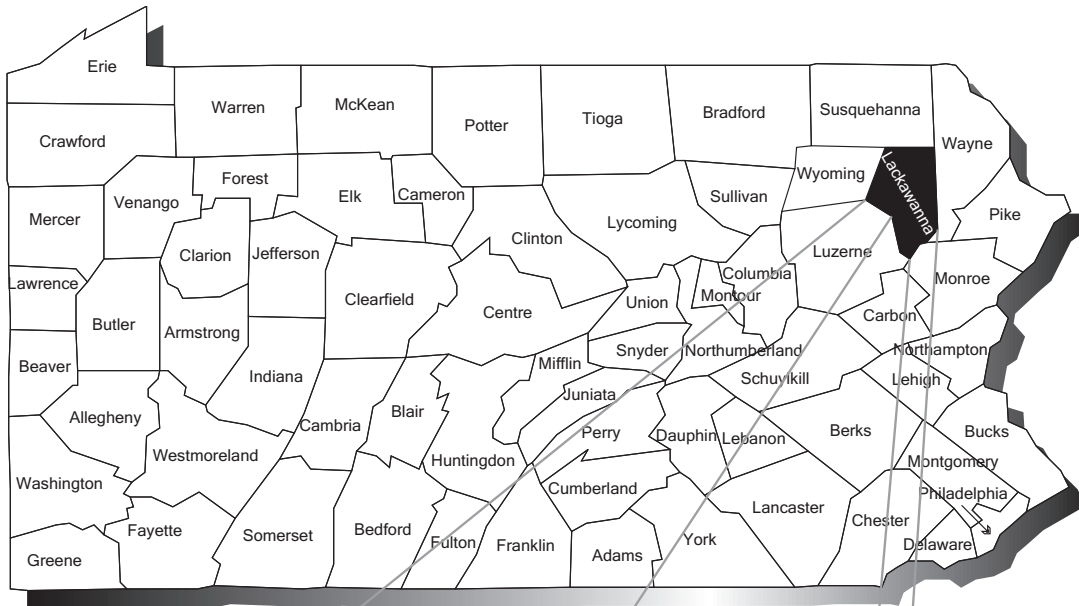 Erie
Warren
McKean
Potter
Tioga
Bradford
Susquehanna
Wayne
Crawford
Forest
Elk
Cameron
Wyoming
Lackawanna
Venango
Mercer
Lycoming
Sullivan
Pike
Clarion
Jefferson
Clinton
Luzerne
Lawrence
Clearfield
Columbia
Monroe
Butler
Armstrong
Centre
Union
Montour
Carbon
Beaver
Indiana
Mifflin
Snyder
Northumberland
Northampton
Schuylkill
Lehigh
Allegheny
Cambria
Blair
Juniata
Perry
Dauphin
Lebanon
Berks
Bucks
Westmoreland
Huntingdon
Montgomery
Washington
Cumberland
Philadelphia
Fayette
Somerset
Bedford
Fulton
Franklin
Adams
York
Lancaster
Chester
Delaware
Greene